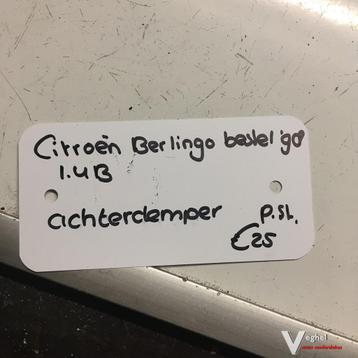 Citroën Berlingo bestel '98
1.4B
achterdemper p.st.
€25
Veghel